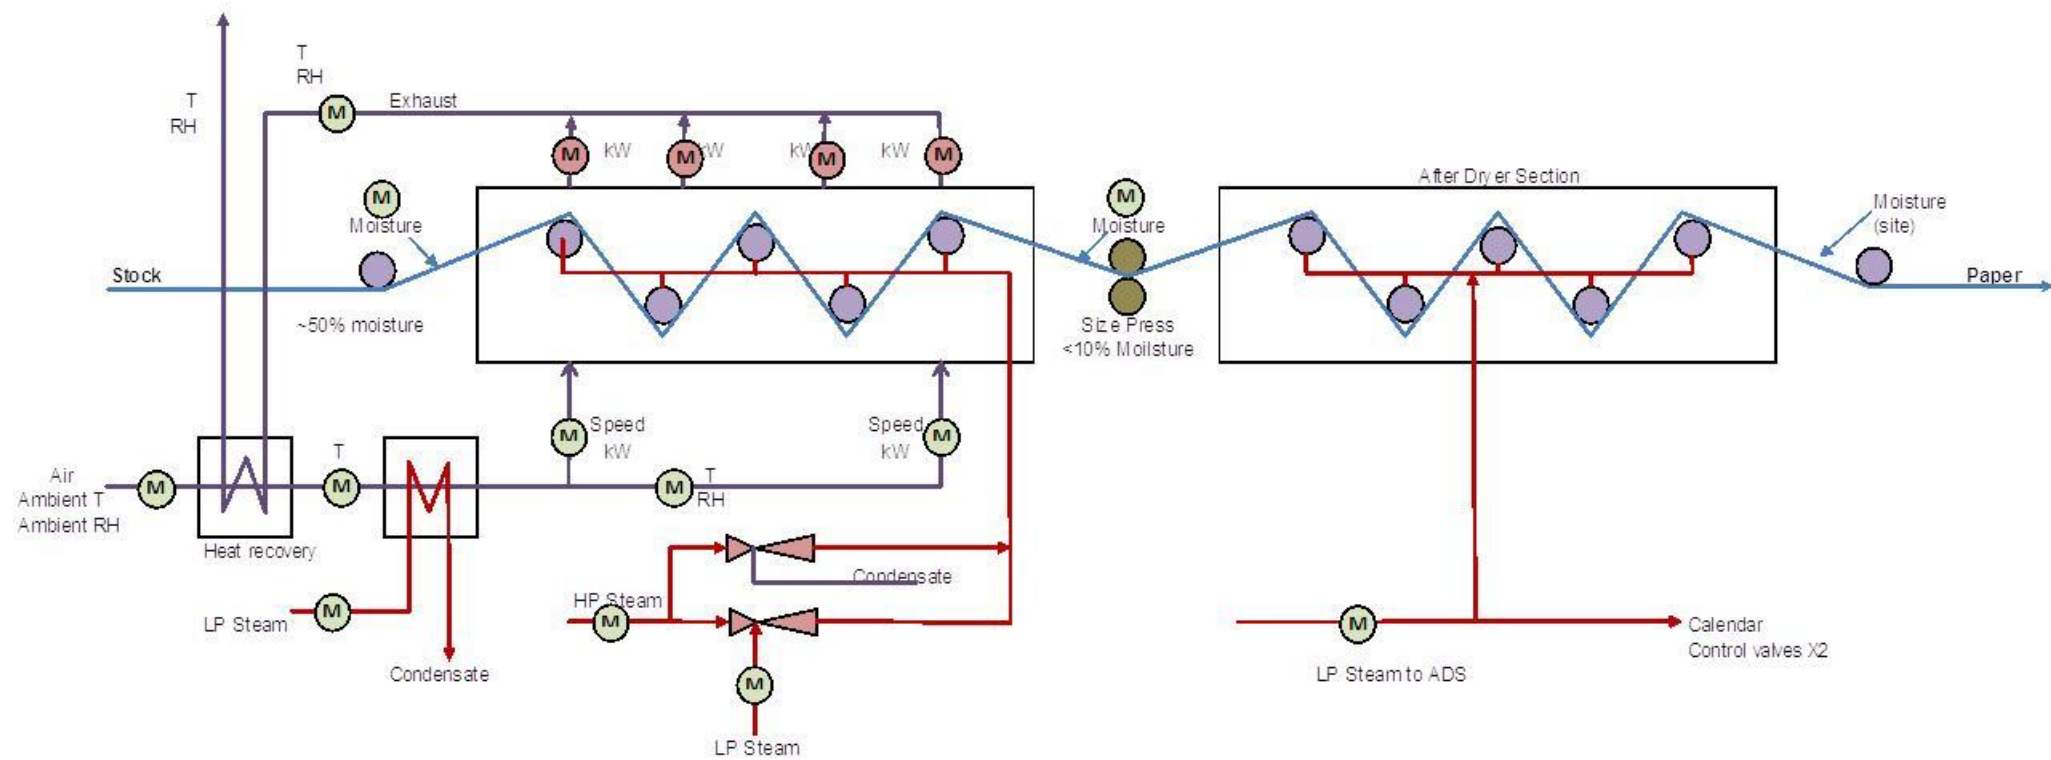 T
RH
T
RH
M
Exhaust
M
kW
M
kW
kW
M
kW
M
M
Moisture
M
Moisture
After Dryer Section
Moisture
(site)
Stock
Paper
~50% moisture
Size Press
<10% Moilsture
Speed
kW
M
Speed
kW
M
Air
Ambient T
Ambient RH
M
T
M
M
T
RH
Heat recovery
LP Steam
M
Condensate
Condensate
HP Steam
M
M
LP Steam
M
LP Steam to ADS
Calendar
Control valves X2